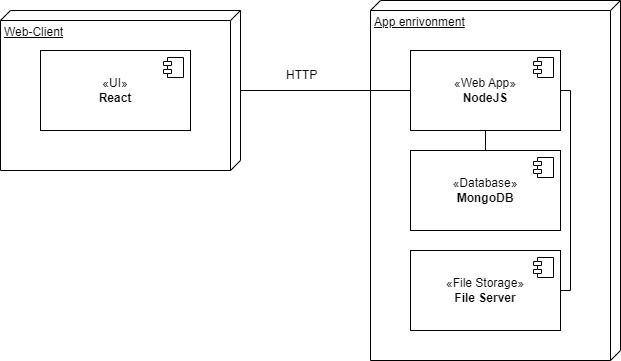 Web-Client
«UI»
React
HTTP
App enrivonment
«Web App»
NodeJS
«Database»
MongoDB
«File Storage»
File Server